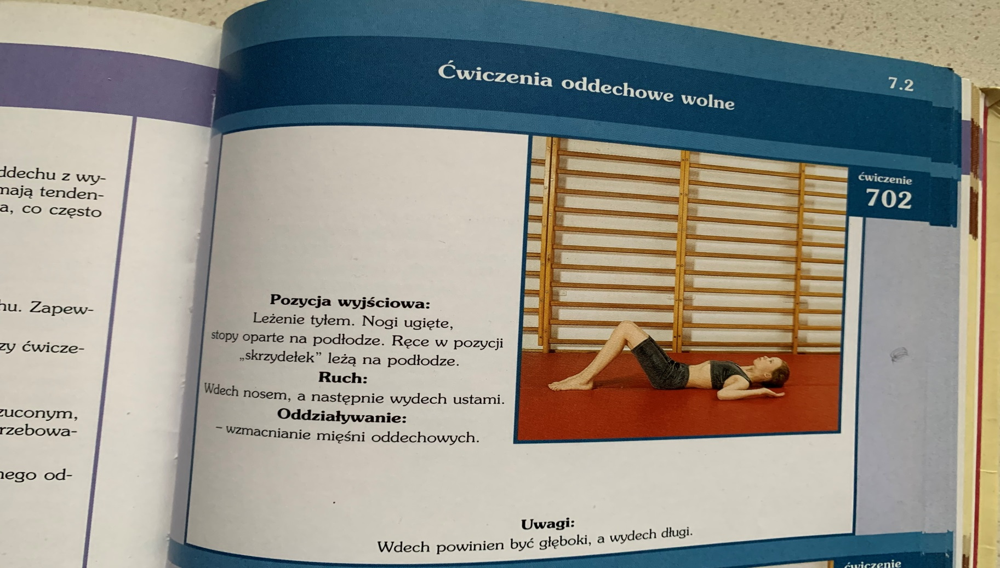 ddechu z wy-
mają tenden-
a, co często
hu. Zapew-
zy ćwicze-
zuconym,
rzebowa-
nego od-
Ćwiczenia oddechowe wolne
7.2
ćwiczenie
702
Pozycja wyjściowa:
Leżenie tyłem. Nogi ugięte,
stopy oparte na podłodze. Ręce w pozycji
„skrzydełek” leżą na podłodze.
Ruch:
Wdech nosem, a następnie wydech ustami.
Oddziaływanie:
– wzmacnianie mięśni oddechowych.
Uwagi:
Wdech powinien być głęboki, a wydech długi.
ćwiczenie